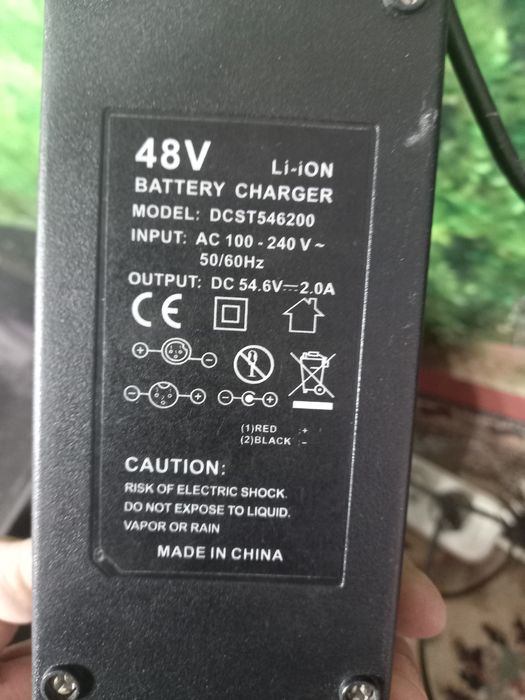 48V Li-iON
BATTERY CHARGER
MODEL: DCST546200
INPUT: AC 100 - 240 V ~
50/60Hz
OUTPUT: DC 54.6V⎓2.0A
CE
(1)RED :+
(2)BLACK :-
CAUTION:
RISK OF ELECTRIC SHOCK.
DO NOT EXPOSE TO LIQUID.
VAPOR OR RAIN
MADE IN CHINA